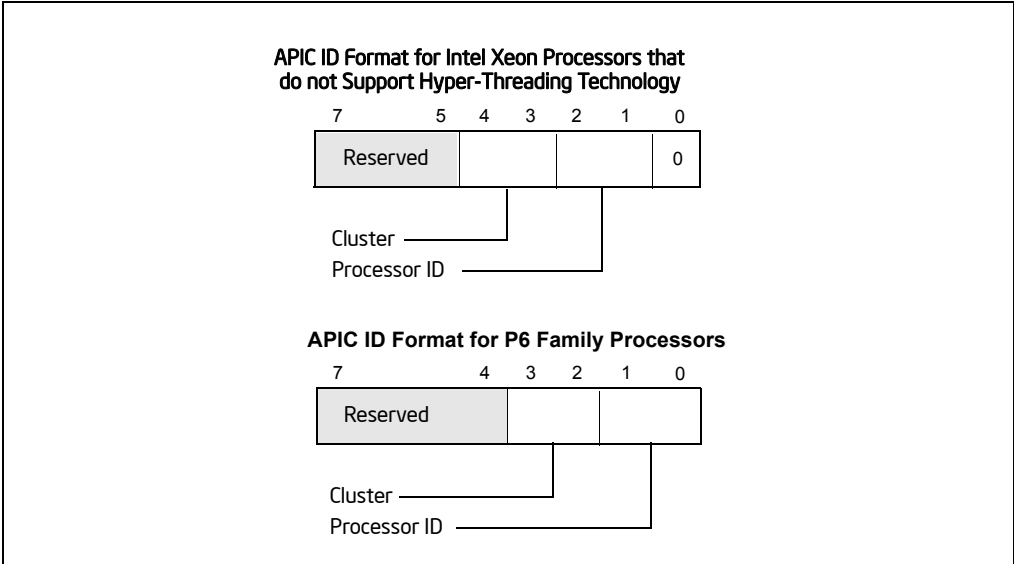 APIC ID Format for Intel Xeon Processors that
do not Support Hyper-Threading Technology
7 5 4 3 2 1 0
Reserved 0
Cluster
Processor ID
APIC ID Format for P6 Family Processors
7 4 3 2 1 0
Reserved
Cluster
Processor ID